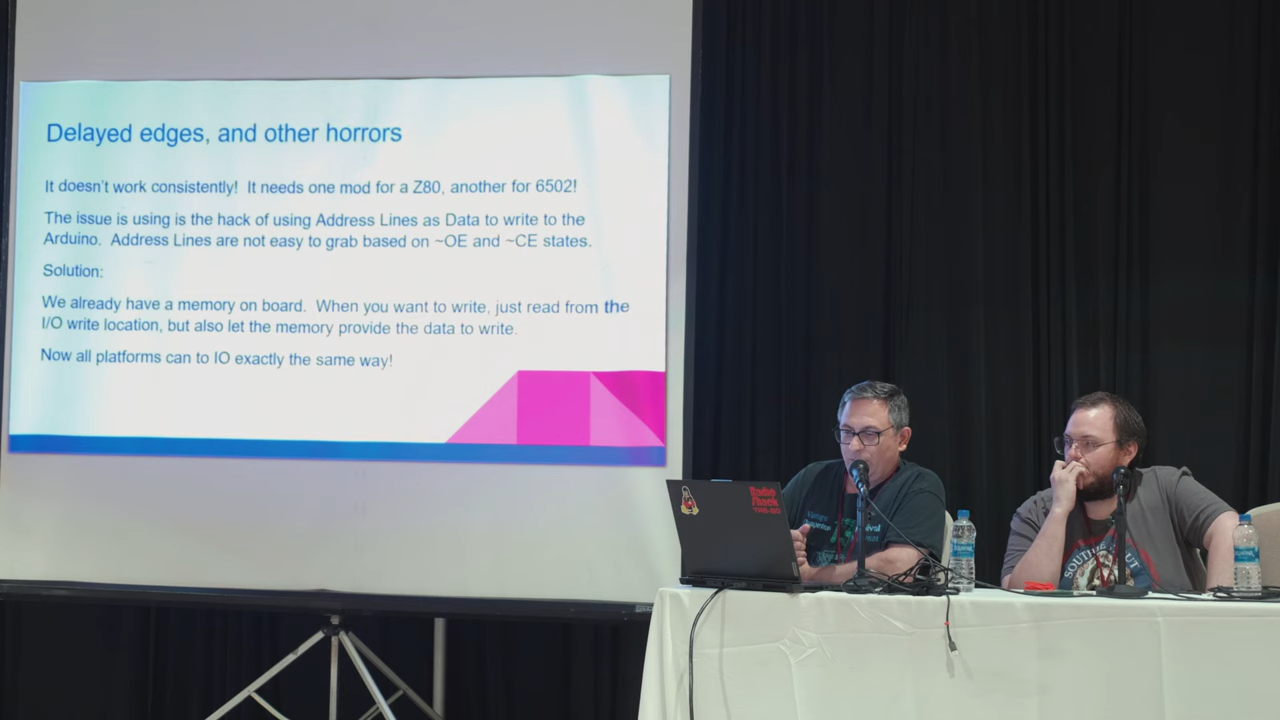 Delayed edges, and other horrors
It doesn't work consistently! It needs one mod for a Z80, another for 6502!
The issue is using is the hack of using Address Lines as Data to write to the
Arduino. Address Lines are not easy to grab based on ~OE and ~CE states.
Solution:
We already have a memory on board. When you want to write, just read from the
I/O write location, but also let the memory provide the data to write.
Now all platforms can to IO exactly the same way!
Radio
Shack
TRS-80